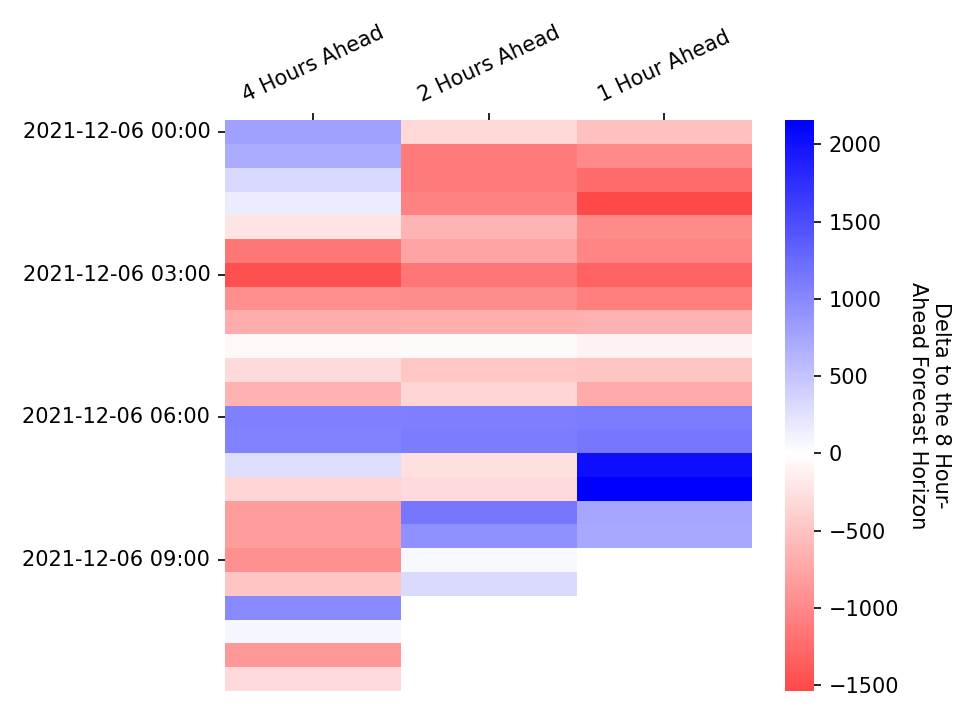 4 Hours Ahead
2 Hours Ahead
1 Hour Ahead
2021-12-06 00:00
2021-12-06 03:00
2021-12-06 06:00
2021-12-06 09:00
2000
1500
1000
500
0
−500
−1000
−1500
Delta to the 8 Hour-
Ahead Forecast Horizon